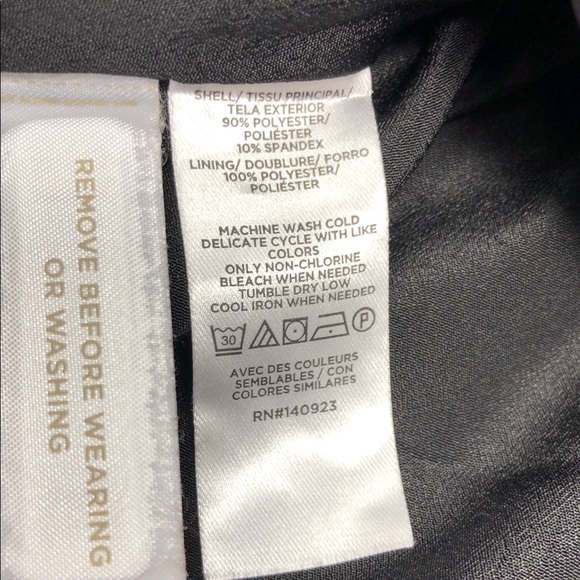 SHELL/ TISSU PRINCIPAL/
TELA EXTERIOR
90% POLYESTER/
POLIÉSTER
10% SPANDEX
LINING/ DOUBLURE/ FORRO
100% POLYESTER/
POLIÉSTER
MACHINE WASH COLD
DELICATE CYCLE WITH LIKE
COLORS
ONLY NON-CHLORINE
BLEACH WHEN NEEDED
TUMBLE DRY LOW
COOL IRON WHEN NEEDED
30
P
AVEC DES COULEURS
SEMBLABLES / CON
COLORES SIMILARES
RN#140923
REMOVE BEFORE WEARING
OR WASHING